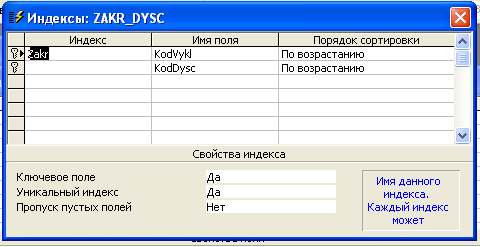 Индексы: ZAKR_DYSC
Индекс Имя поля Порядок сортировки
Zakr KodVykl По возрастанию
KodDysc По возрастанию
Свойства индекса
Ключевое поле Да
Уникальный индекс Да
Пропуск пустых полей Нет
Имя данного
индекса.
Каждый индекс
может